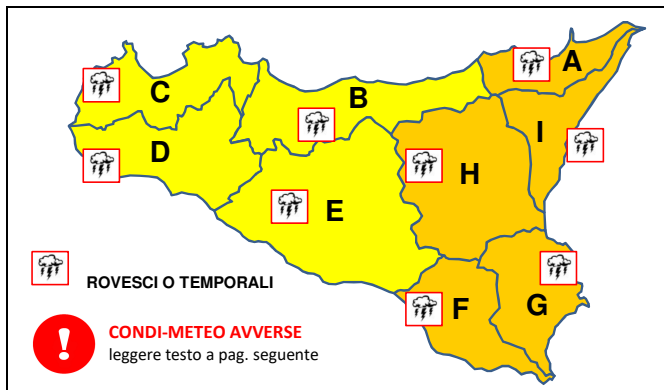 A
B
C
I
D
H
E
F
G
ROVESCI O TEMPORALI
!
CONDI-METEO AVVERSE
leggere testo a pag. seguente